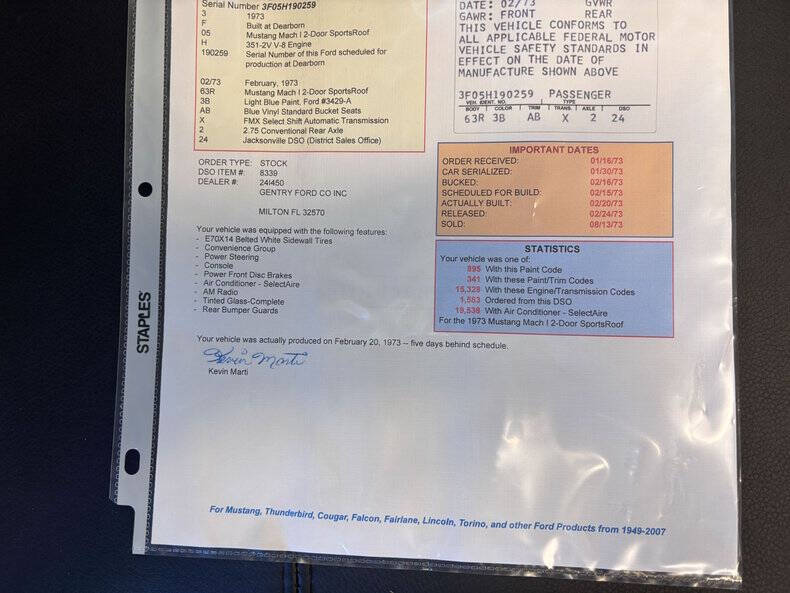 Serial Number 3F05H190259
3 1973
F Built at Dearborn
05 Mustang Mach I 2-Door SportsRoof
H 351-2V V-8 Engine
190259 Serial Number of this Ford scheduled for
production at Dearborn
02/73 February, 1973
63R Mustang Mach I 2-Door SportsRoof
3B Light Blue Paint, Ford #3429-A
AB Blue Vinyl Standard Bucket Seats
X FMX Select Shift Automatic Transmission
2 2.75 Conventional Rear Axle
24 Jacksonville DSO (District Sales Office)
DATE: 02/73 GVWR
GAWR: FRONT REAR
THIS VEHICLE CONFORMS TO
ALL APPLICABLE FEDERAL MOTOR
VEHICLE SAFETY STANDARDS IN
EFFECT ON THE DATE OF
MANUFACTURE SHOWN ABOVE
3F05H190259 PASSENGER
VEH. IDENT. NO. TYPE
BODY COLOR TRIM TRANS. AXLE DSO
63R 3B AB X 2 24
ORDER TYPE: STOCK
DSO ITEM #: 8339
DEALER #: 24I450
GENTRY FORD CO INC
MILTON FL 32570
IMPORTANT DATES
ORDER RECEIVED: 01/16/73
CAR SERIALIZED: 01/30/73
BUCKED: 02/16/73
SCHEDULED FOR BUILD: 02/15/73
ACTUALLY BUILT: 02/20/73
RELEASED: 02/24/73
SOLD: 08/13/73
Your vehicle was equipped with the following features:
- E70X14 Belted White Sidewall Tires
- Convenience Group
- Power Steering
- Console
- Power Front Disc Brakes
- Air Conditioner - SelectAire
- AM Radio
- Tinted Glass-Complete
- Rear Bumper Guards
STATISTICS
Your vehicle was one of:
895 With this Paint Code
341 With these Paint/Trim Codes
15,328 With these Engine/Transmission Codes
1,583 Ordered from this DSO
19,538 With Air Conditioner - SelectAire
For the 1973 Mustang Mach I 2-Door SportsRoof
Your vehicle was actually produced on February 20, 1973 -- five days behind schedule.
Kevin Marti
Kevin Marti
STAPLES
For Mustang, Thunderbird, Cougar, Falcon, Fairlane, Lincoln, Torino, and other Ford Products from 1949-2007